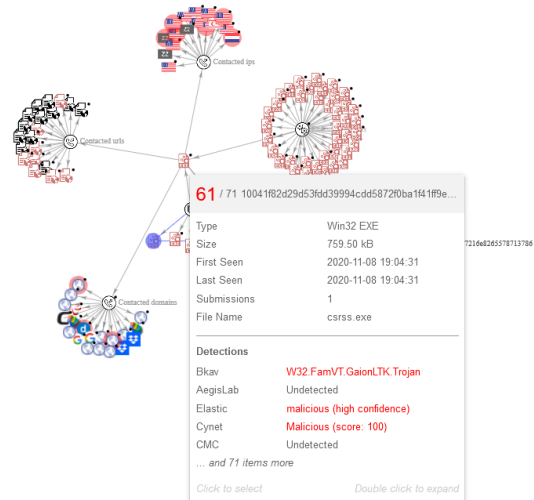 ZZ
Contacted ips
ZZ
Contacted urls
61 / 71 10041f82d29d53fdd39994cdd5872f0ba1f41ff9e...
Type Win32 EXE
Size 759.50 kB
First Seen 2020-11-08 19:04:31
7216e8265578713786
Last Seen 2020-11-08 19:04:31
Submissions 1
File Name csrss.exe
Contacted domains
Detections
Bkav W32.FamVT.GaionLTK.Trojan
AegisLab Undetected
Elastic malicious (high confidence)
Cynet Malicious (score: 100)
CMC Undetected
... and 71 items more
Click to select Double click to expand